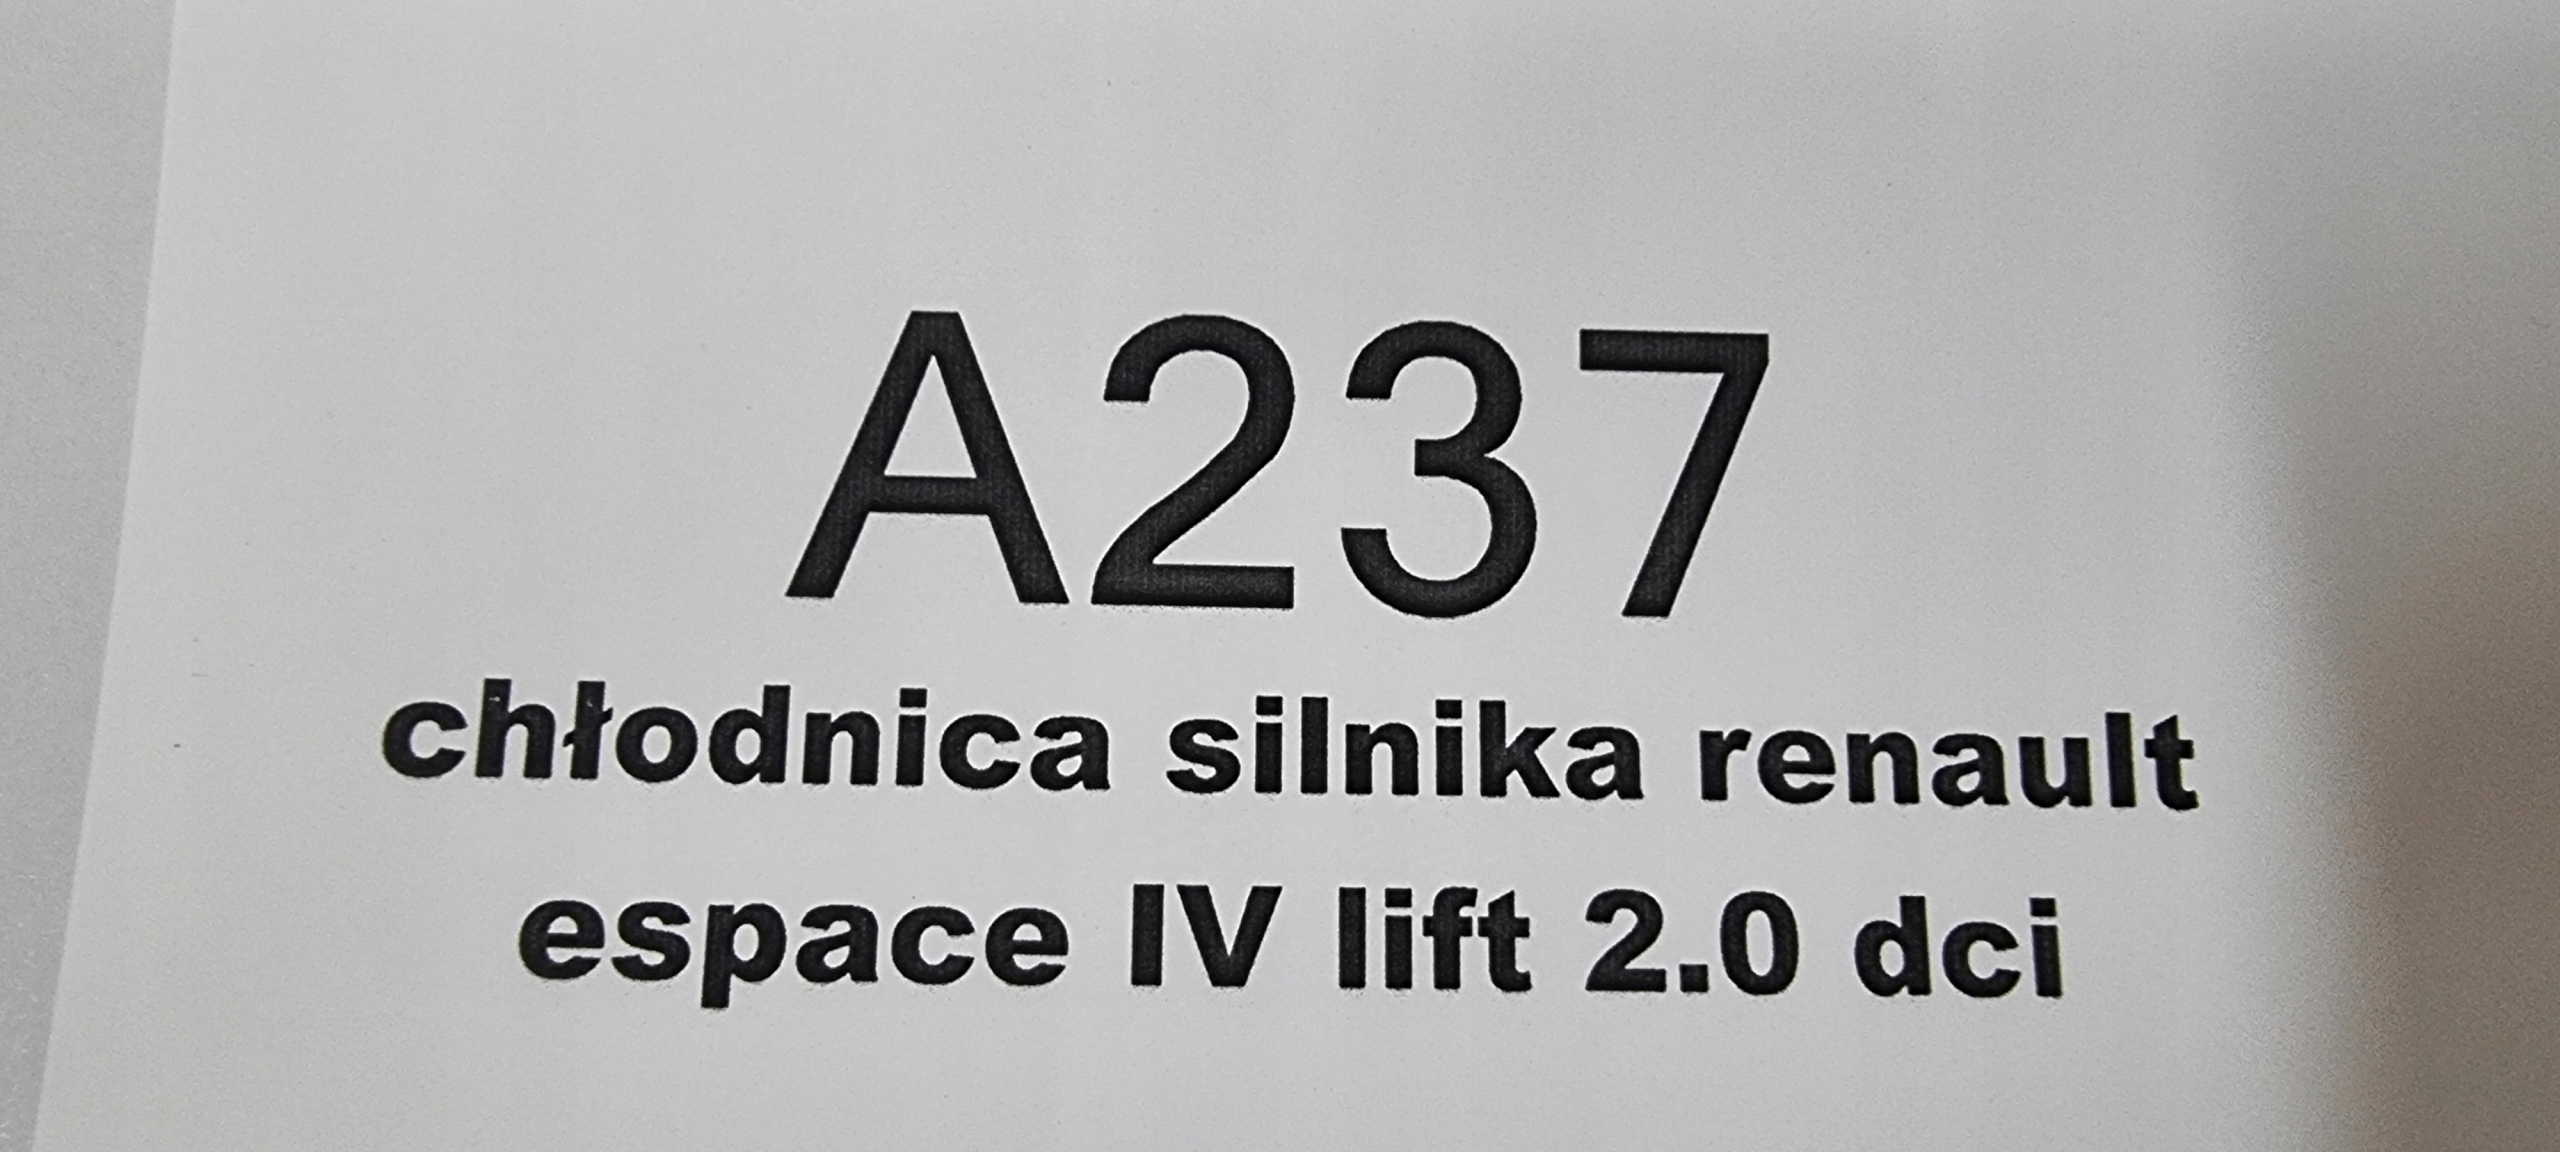 A237
chłodnica silnika renault
espace IV lift 2.0 dci